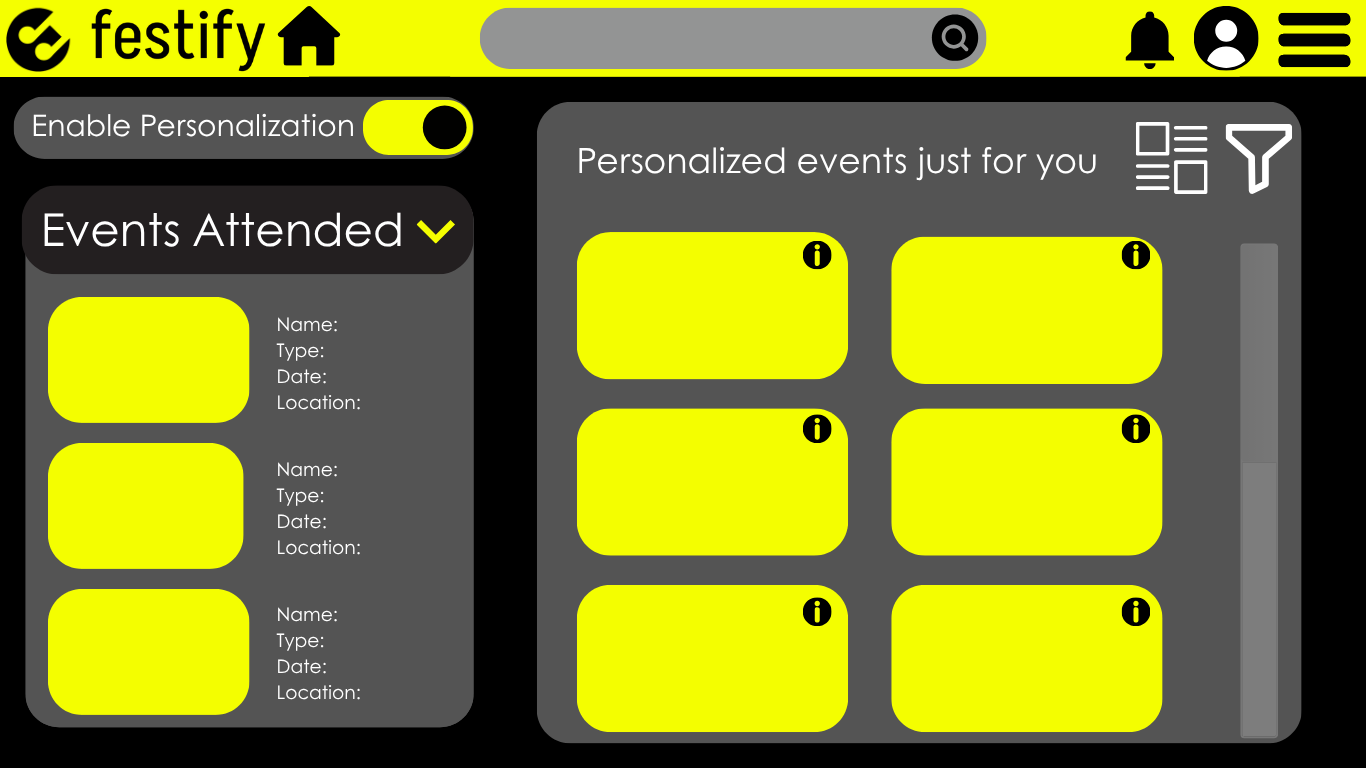 festify
Enable Personalization
Events Attended
Name:
Type:
Date:
Location:
Name:
Type:
Date:
Location:
Name:
Type:
Date:
Location:
Personalized events just for you
i
i
i
i
i
i